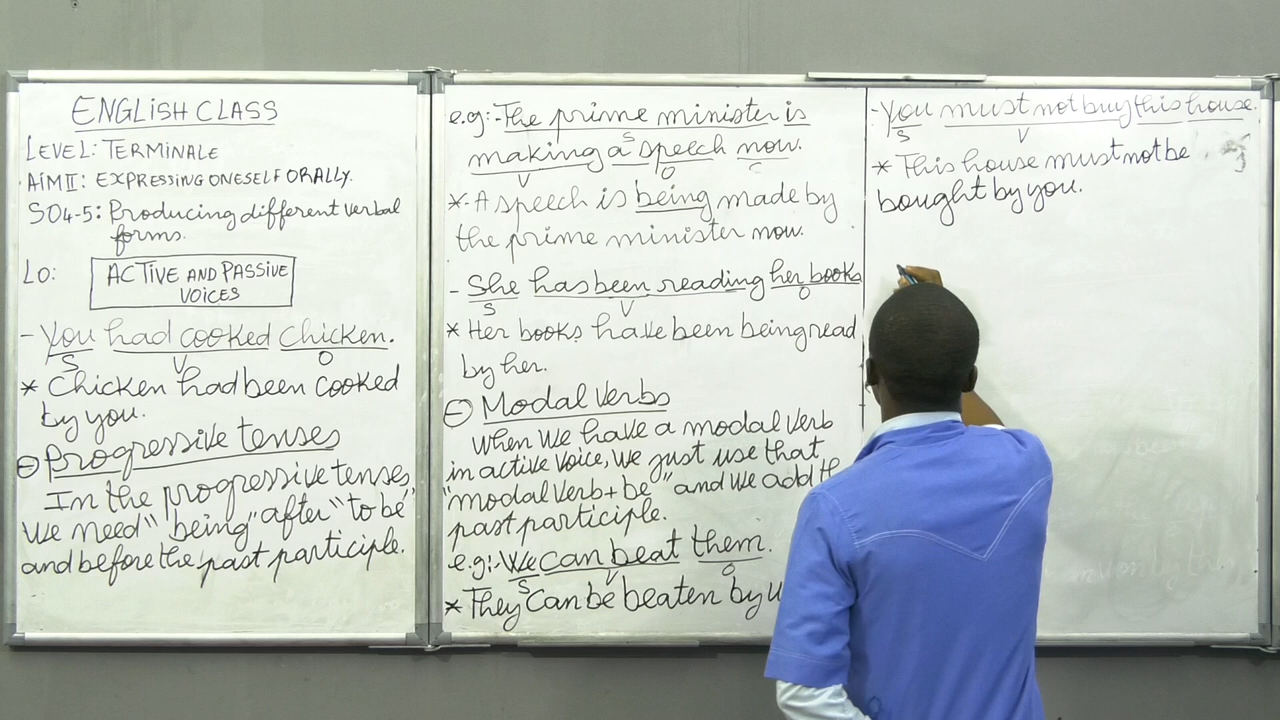 ENGLISH CLASS
LEVEL: TERMINALE
AIM II: EXPRESSING ONESELF ORALLY.
SO4-5: Producing different verbal
forms.
LO: ACTIVE AND PASSIVE
VOICES
- You had cooked chicken.
S V O
* Chicken had been cooked
by you.
⊖ Progressive tenses
In the progressive tenses,
we need "being" after "to be"
and before the past participle.
e.g:- The prime minister is
S
making a speech now.
V O C
*- A speech is being made by
the prime minister now.
- She has been reading her books
S V O
* Her books have been being read
by her.
⊖ Modal verbs
When we have a modal verb
in active voice, we just use that
"modal verb + be" and we add th
past participle.
e.g:- We can beat them.
S V O
* They can be beaten by u
- You must not buy this house.
S V
* This house must not be
bought by you.